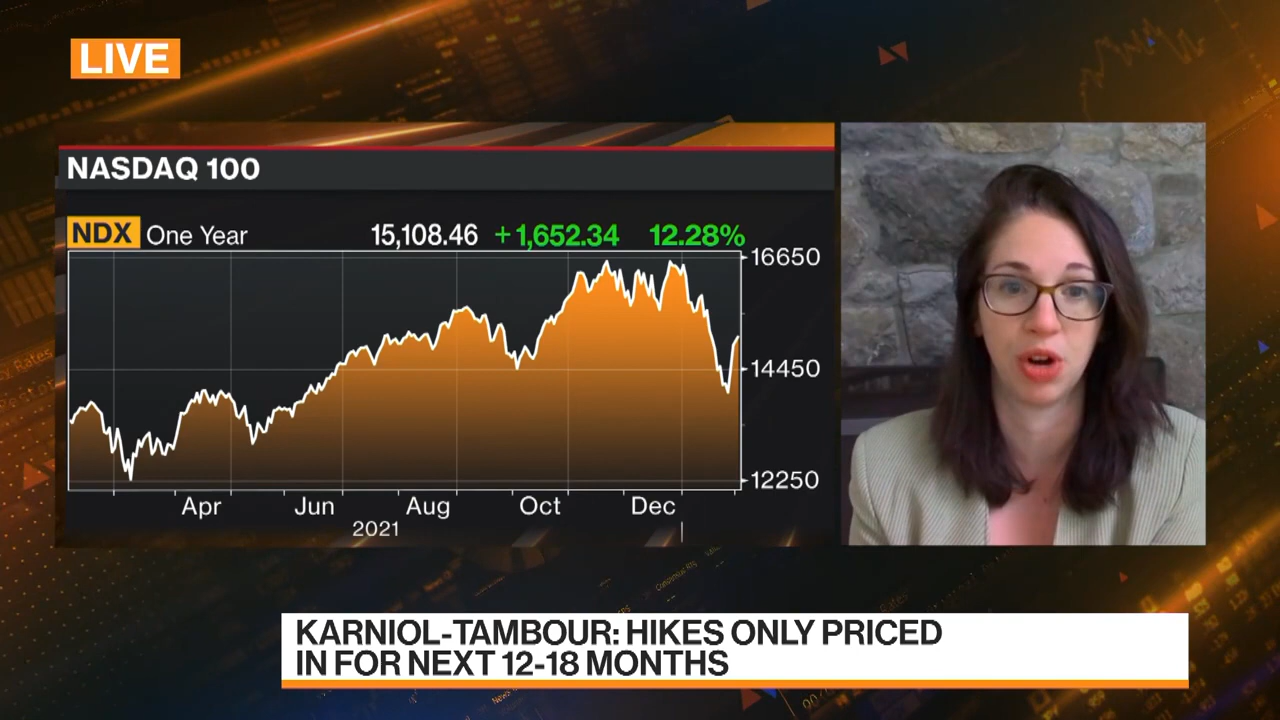 LIVE
NASDAQ 100
NDX One Year 15,108.46 +1,652.34 12.28%
16650
14450
12250
Apr Jun Aug Oct Dec
2021
KARNIOL-TAMBOUR: HIKES ONLY PRICED
IN FOR NEXT 12-18 MONTHS